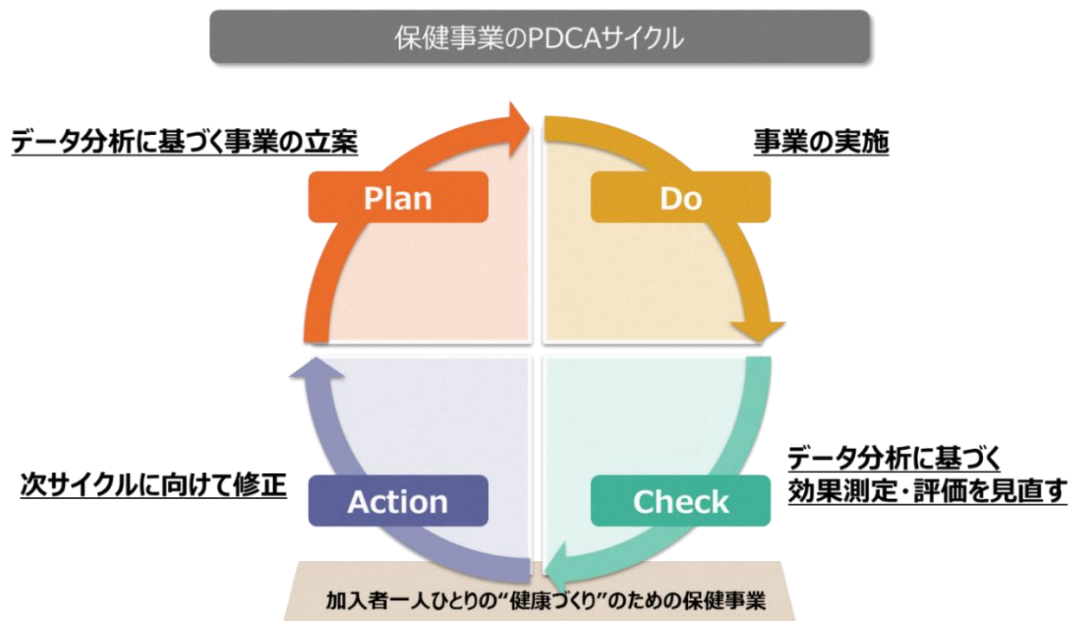 保健事業のPDCAサイクル
データ分析に基づく事業の立案
Plan
Do
事業の実施
次サイクルに向けて修正
Action
Check
データ分析に基づく
効果測定・評価を見直す
加入者一人ひとりの“健康づくり”のための保健事業